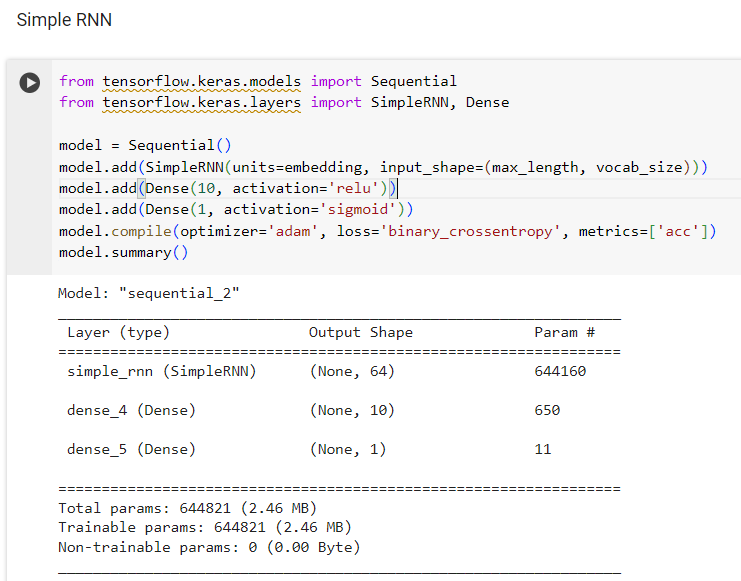 Simple RNN
from tensorflow.keras.models import Sequential
from tensorflow.keras.layers import SimpleRNN, Dense
model = Sequential()
model.add(SimpleRNN(units=embedding, input_shape=(max_length, vocab_size)))
model.add(Dense(10, activation='relu'))
model.add(Dense(1, activation='sigmoid'))
model.compile(optimizer='adam', loss='binary_crossentropy', metrics=['acc'])
model.summary()
Model: "sequential_2"
_________________________________________________________________
Layer (type) Output Shape Param #
=================================================================
simple_rnn (SimpleRNN) (None, 64) 644160
dense_4 (Dense) (None, 10) 650
dense_5 (Dense) (None, 1) 11
=================================================================
Total params: 644821 (2.46 MB)
Trainable params: 644821 (2.46 MB)
Non-trainable params: 0 (0.00 Byte)
_________________________________________________________________